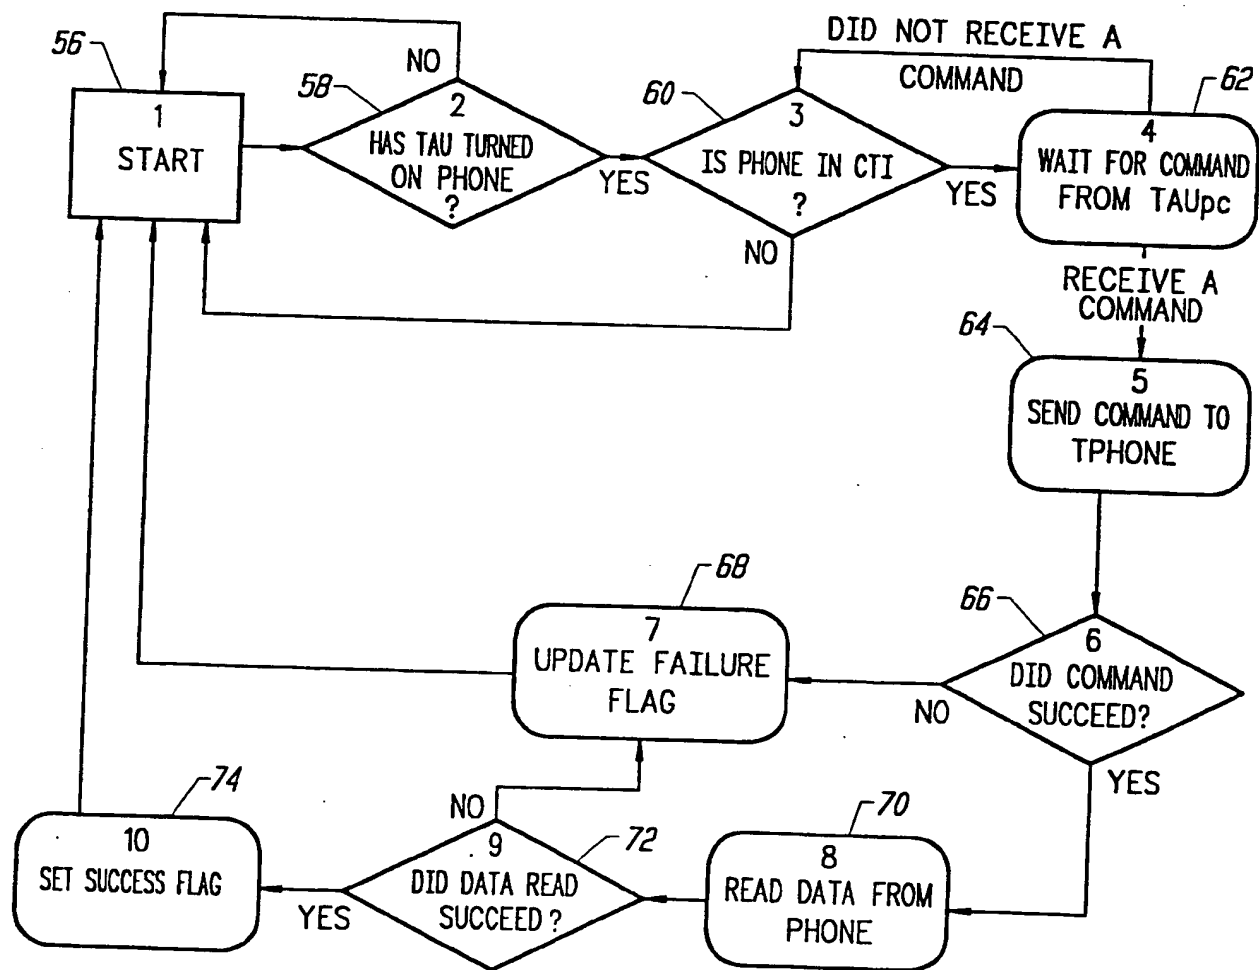 56
1
START
NO
58
2
HAS TAU TURNED
ON PHONE
?
YES
60
3
IS PHONE IN CTI
?
YES
NO
DID NOT RECEIVE A
COMMAND
62
4
WAIT FOR COMMAND
FROM TAUpc
RECEIVE A
COMMAND
64
5
SEND COMMAND TO
TPHONE
66
6
DID COMMAND
SUCCEED?
NO
YES
68
7
UPDATE FAILURE
FLAG
70
8
READ DATA FROM
PHONE
72
9
DID DATA READ
SUCCEED?
NO
YES
74
10
SET SUCCESS FLAG